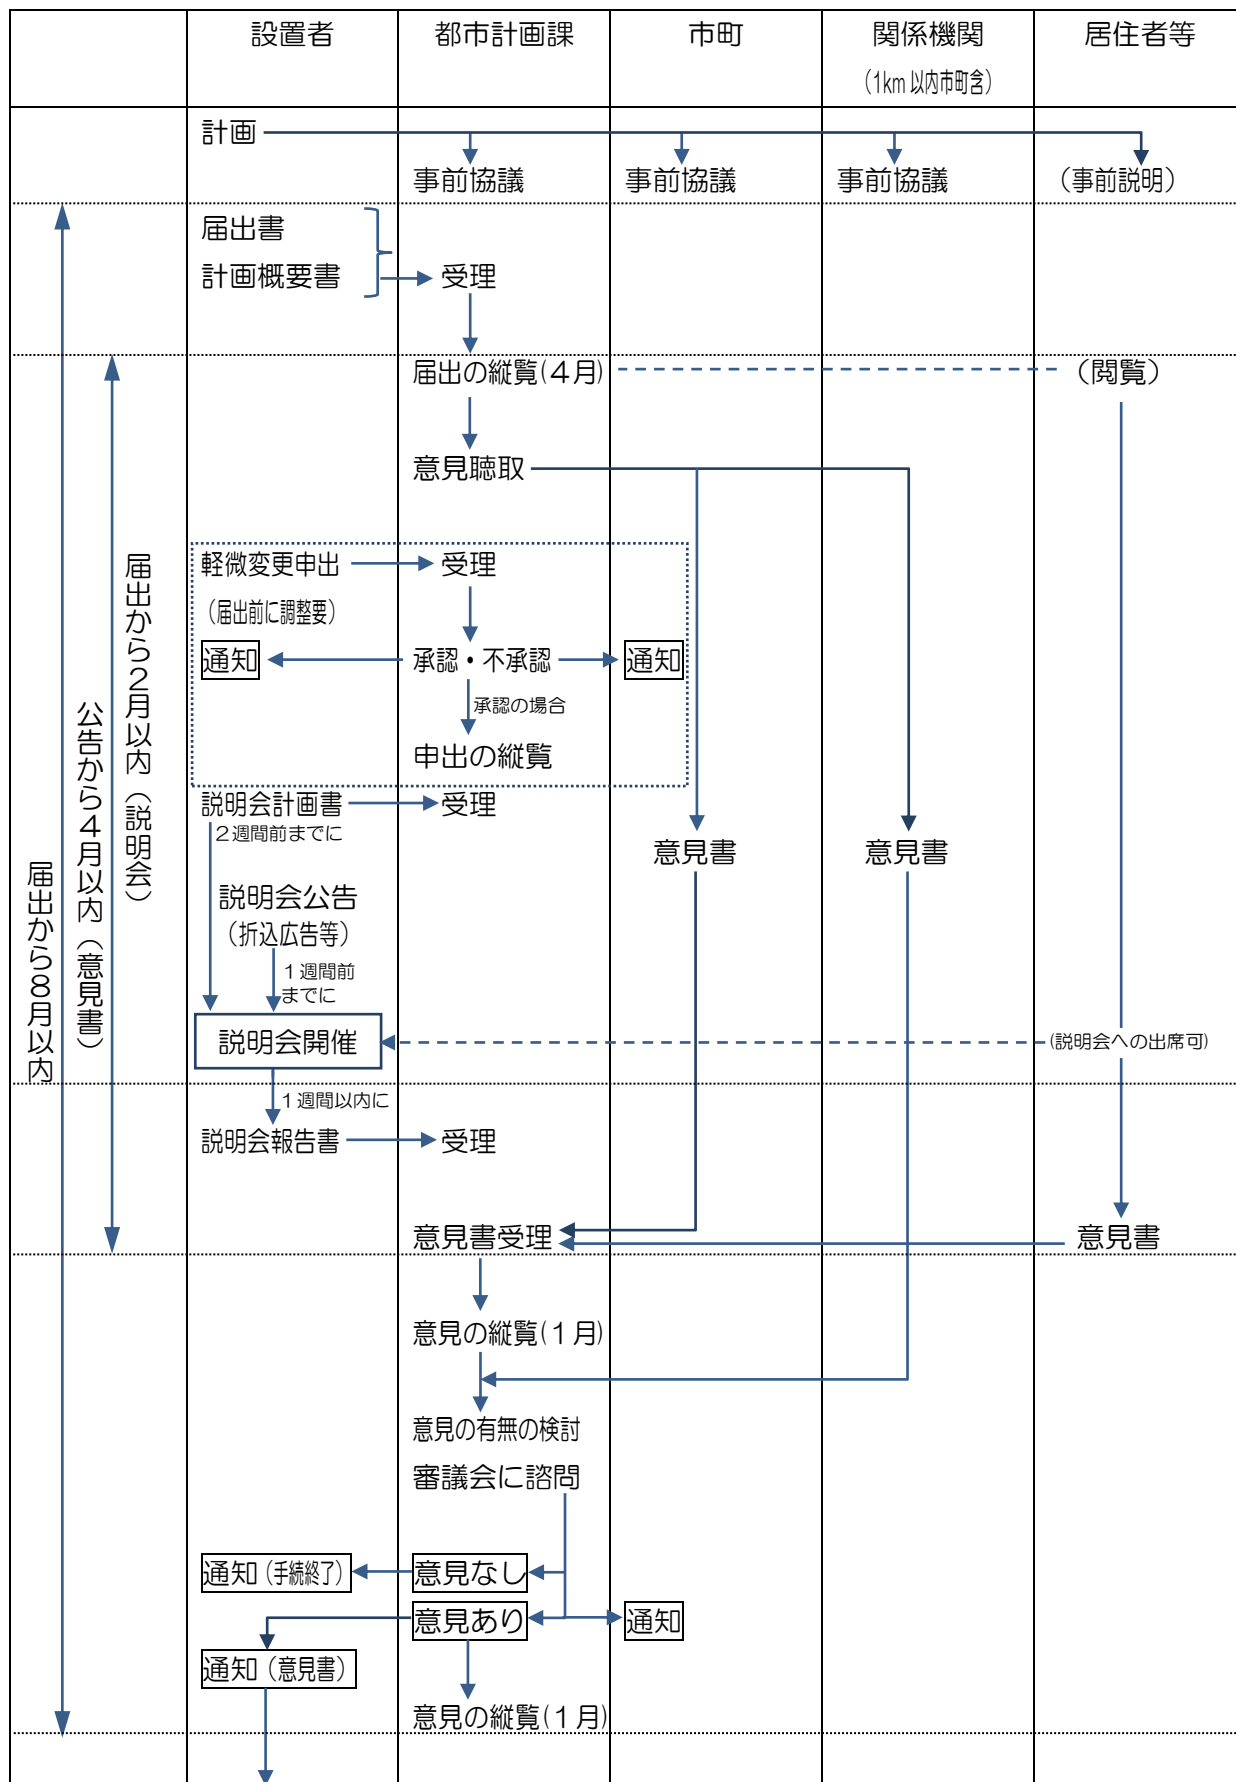 設置者
都市計画課
市町
関係機関
(1km以内市町含)
居住者等
計画
事前協議
事前協議
事前協議
(事前説明)
届出書
計画概要書
受理
届出の縦覧(4月)
(閲覧)
意見聴取
軽微変更申出
受理
(届出前に調整要)
通知
承認・不承認
通知
承認の場合
申出の縦覧
説明会計画書
受理
2週間前までに
意見書
意見書
説明会公告
(折込広告等)
1週間前
までに
説明会開催
(説明会への出席可)
1週間以内に
説明会報告書
受理
意見書受理
意見書
意見の縦覧(1月)
意見の有無の検討
審議会に諮問
通知(手続終了)
意見なし
意見あり
通知
通知(意見書)
意見の縦覧(1月)
届出から2月以内(説明会)
公告から4月以内(意見書)
届出から8月以内